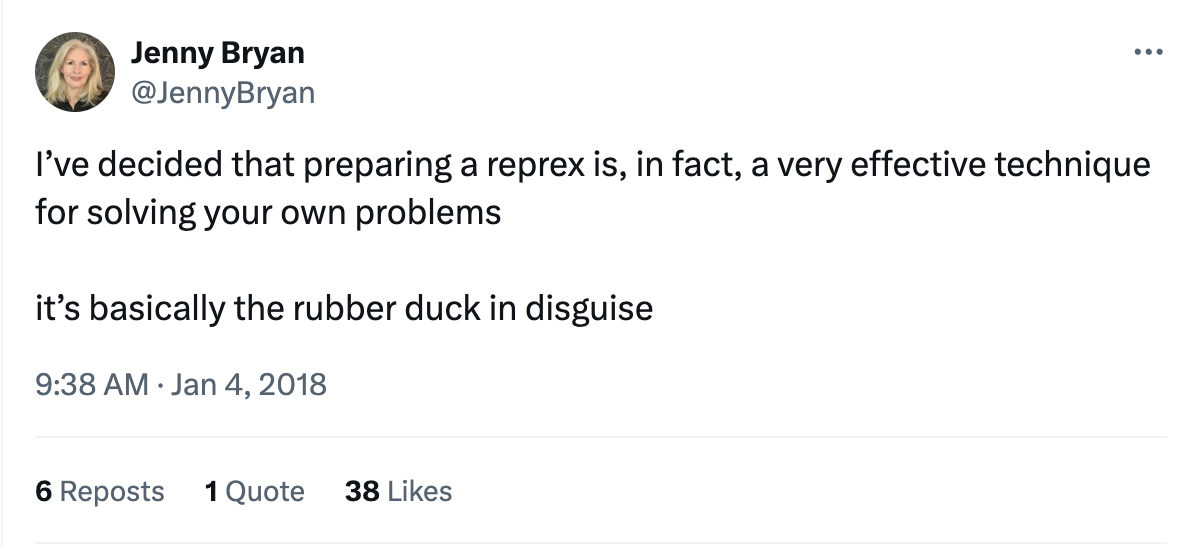 Jenny Bryan
@JennyBryan
I’ve decided that preparing a reprex is, in fact, a very effective technique
for solving your own problems
it’s basically the rubber duck in disguise
9:38 AM · Jan 4, 2018
6 Reposts 1 Quote 38 Likes